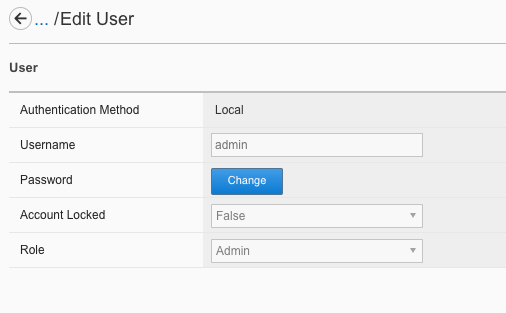 ... /Edit User
User
Authentication Method Local
Username admin
Password Change
Account Locked False
Role Admin